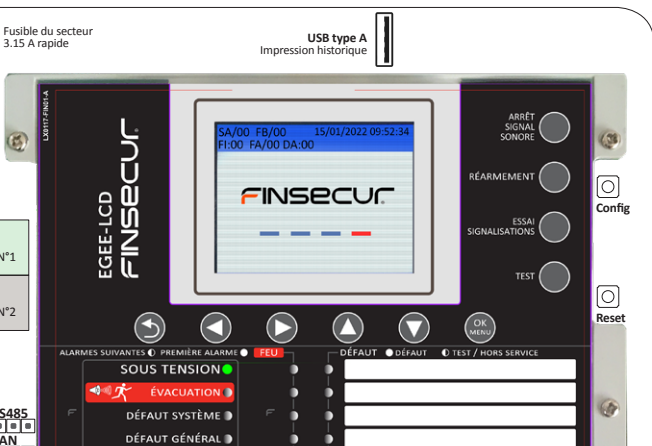 Fusible du secteur
3.15 A rapide
USB type A
Impression historique
LX0117-FIN01-A
EGEE-LCD
FINSECUR
SA/00 FB/00 15/01/2022 09:52:34
FI:00 FA/00 DA:00
FINSECUR
ARRÊT
SIGNAL
SONORE
RÉARMEMENT
ESSAI
SIGNALISATIONS
TEST
Config
Reset
N°1
N°2
OK
MENU
ALARMES SUIVANTES PREMIÈRE ALARME FEU
DÉFAUT DÉFAUT TEST / HORS SERVICE
SOUS TENSION
ÉVACUATION
DÉFAUT SYSTÈME
DÉFAUT GÉNÉRAL
S485
AN